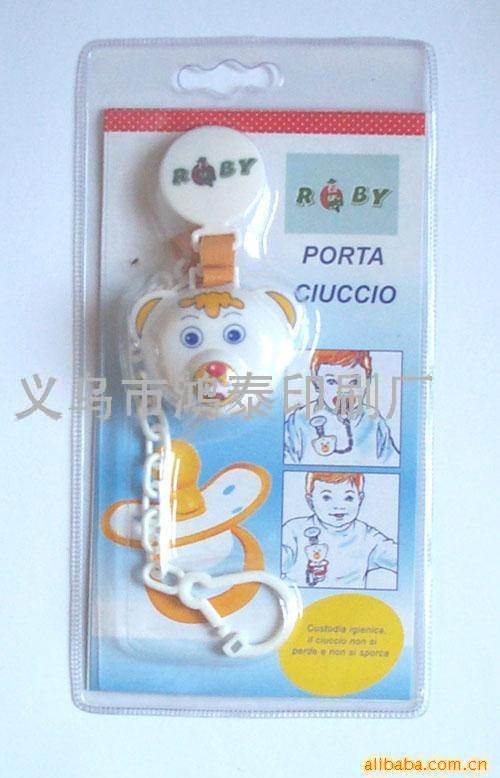 ROBY
ROBY
PORTA
CIUCCIO
义乌市鸿泰印刷厂
Custodia igienica,
il ciuccio non si
perde e non si sporca
alibaba.com.cn